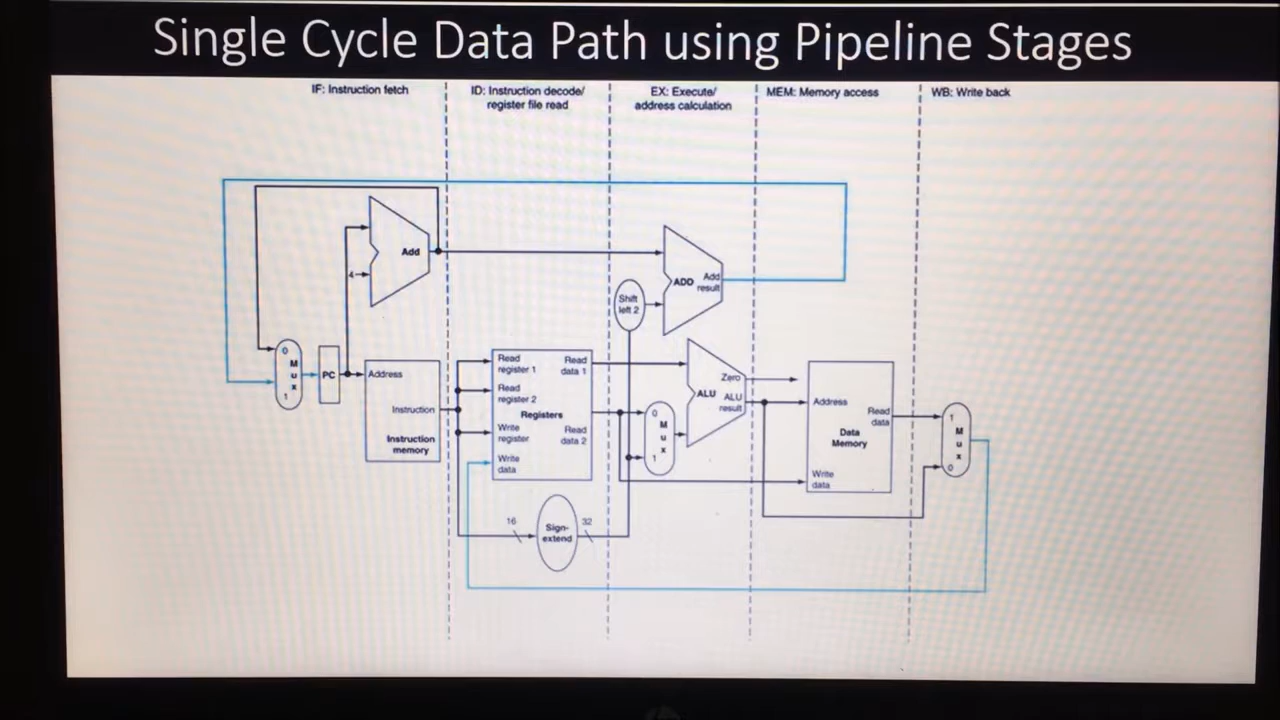 Single Cycle Data Path using Pipeline Stages
IF: Instruction fetch
ID: Instruction decode/
register file read
EX: Execute/
address calculation
MEM: Memory access
WB: Write back
Add
4
ADD
Add
result
Shift
left 2
0
M
u
x
1
PC
Address
Instruction
Instruction
memory
Read
register 1
Read
register 2
Registers
Write
register
Write
data
Read
data 1
Read
data 2
0
M
u
x
1
Zero
ALU
ALU
result
Address
Read
data
Data
Memory
Write
data
1
M
u
x
0
16
Sign-
extend
32